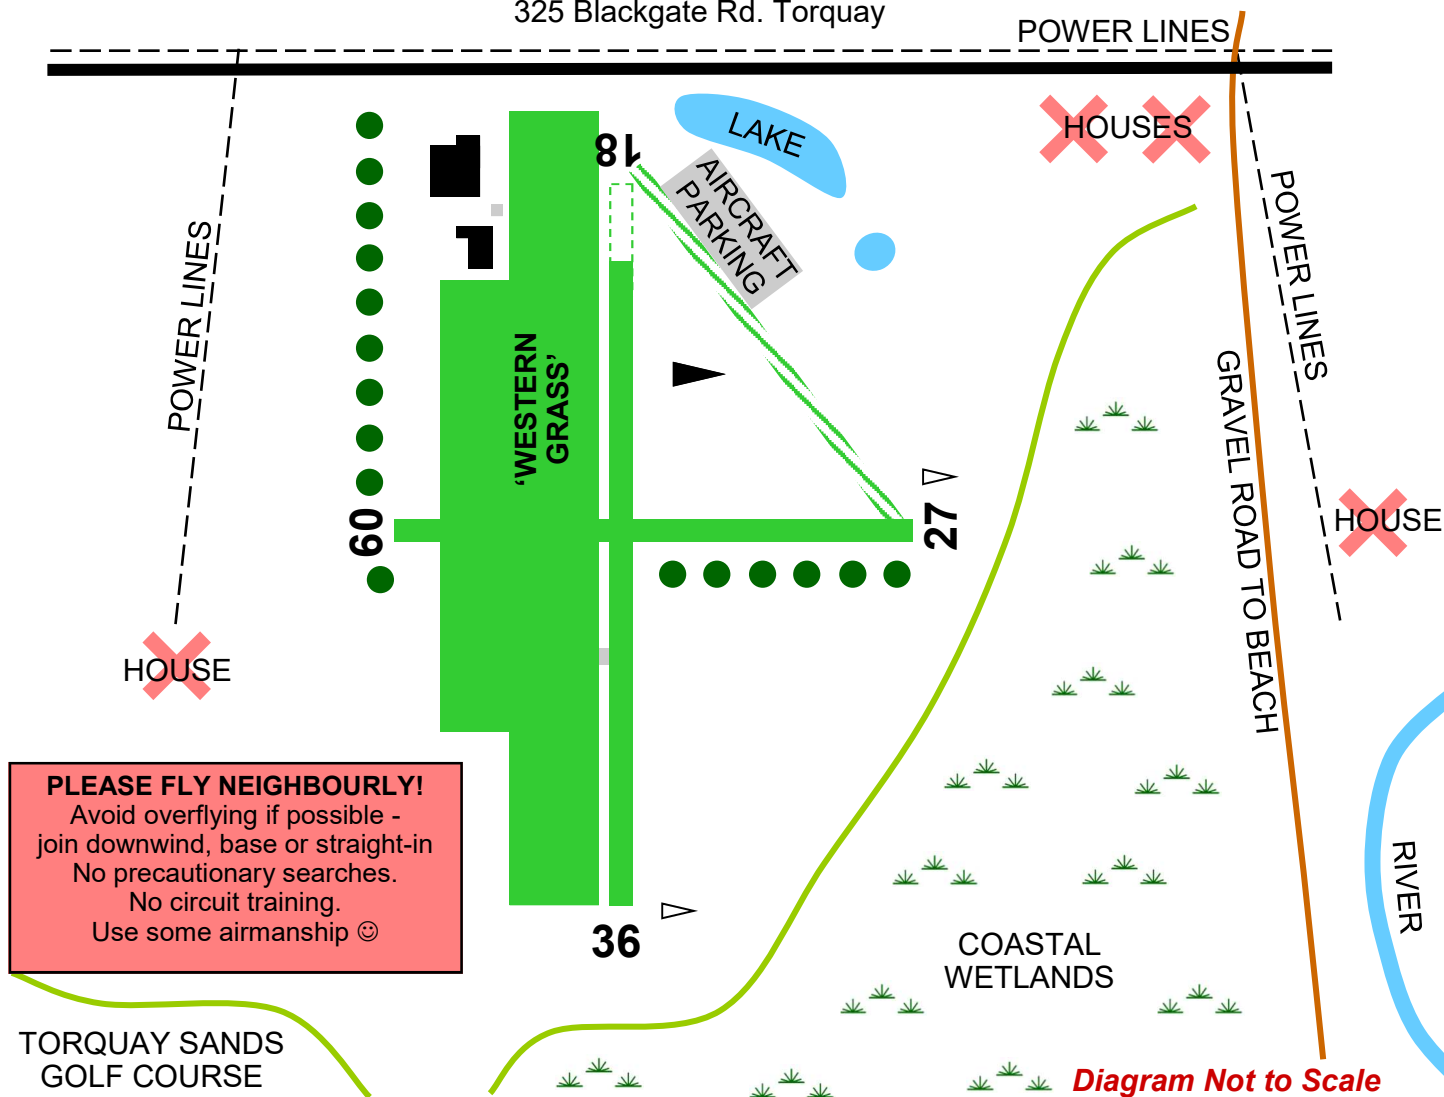 325 Blackgate Rd. Torquay
POWER LINES
HOUSES
LAKE
18
AIRCRAFT
PARKING
POWER LINES
POWER LINES
'WESTERN
GRASS'
GRAVEL ROAD TO BEACH
09
27
HOUSE
HOUSE
PLEASE FLY NEIGHBOURLY!
Avoid overflying if possible -
join downwind, base or straight-in
No precautionary searches.
No circuit training.
Use some airmanship ☺
36
RIVER
COASTAL
WETLANDS
TORQUAY SANDS
GOLF COURSE
Diagram Not to Scale